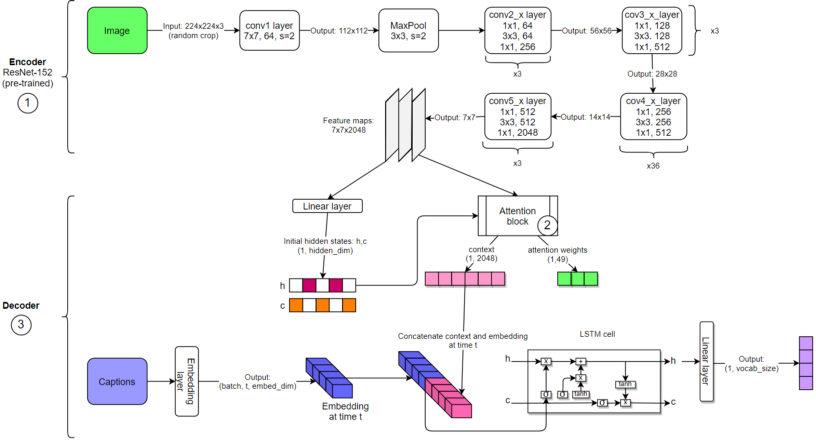 Encoder
ResNet-152
(pre-trained)
1
Image
Input: 224x224x3
(random crop)
conv1 layer
7x7, 64, s=2
Output: 112x112
MaxPool
3x3, s=2
conv2_x layer
1x1, 64
3x3, 64
1x1, 256
x3
Output: 56x56
cov3_x_layer
1x1, 128
3x3. 128
1x1, 512
x3
Output: 28x28
cov4_x_layer
1x1, 256
3x3. 256
1x1, 512
x36
Output: 14x14
conv5_x layer
1x1, 512
3x3, 512
1x1, 2048
x3
Output: 7x7
Feature maps:
7x7x2048
Decoder
3
Linear layer
Attention
block
2
Initial hidden states: h,c
(1, hidden_dim)
context
(1, 2048)
attention weights
(1,49)
h
c
Concatenate context and embedding
at time t
Captions
Embedding
layer
Output:
(batch, t, embed_dim)
Embedding
at time t
LSTM cell
h
x
+
h
x
tanh
σ
σ
tanh
σ
x
c
c
Linear layer
Output:
(1, vocab_size)